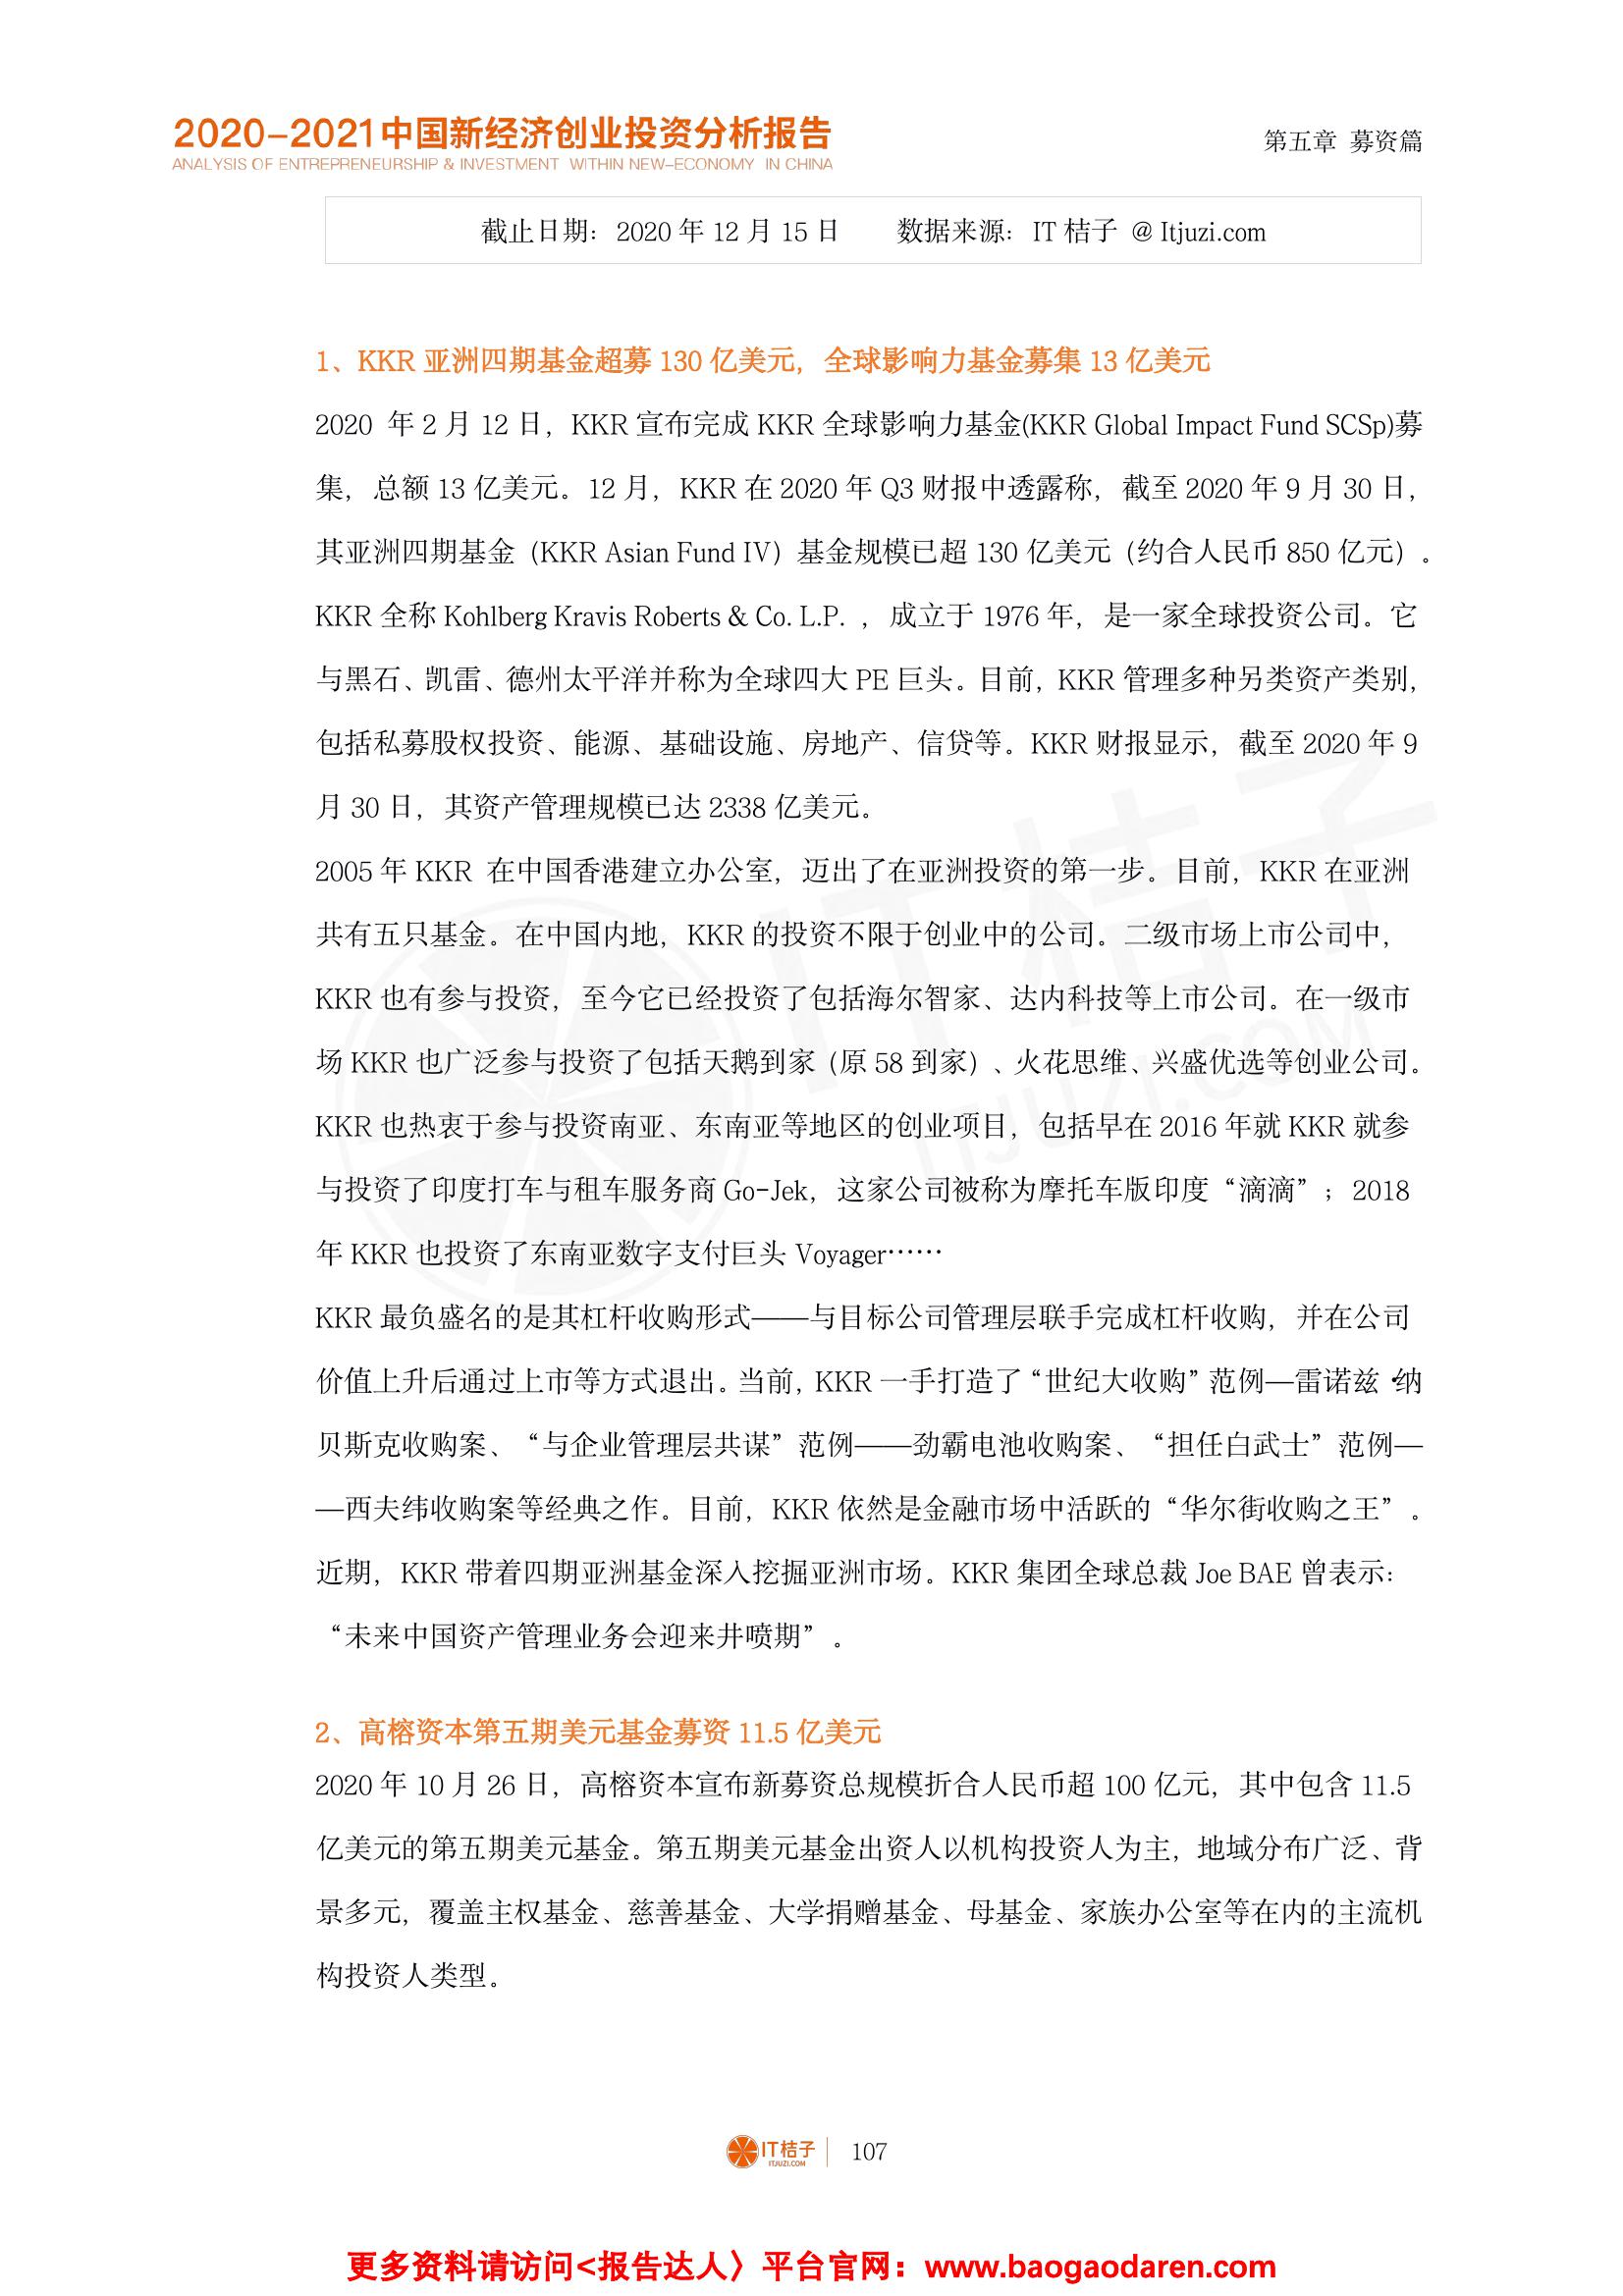 2020-2021中国新经济创业投资分析报告
ANALYSIS OF ENTREPRENEURSHIP & INVESTMENT WITHIN NEW-ECONOMY IN CHINA
第五章 募资篇
截止日期：2020 年 12 月 15 日 数据来源：IT 桔子 @ Itjuzi.com
1、KKR 亚洲四期基金超募 130 亿美元，全球影响力基金募集 13 亿美元
2020 年 2 月 12 日，KKR 宣布完成 KKR 全球影响力基金(KKR Global Impact Fund SCSp)募
集，总额 13 亿美元。12 月，KKR 在 2020 年 Q3 财报中透露称，截至 2020 年 9 月 30 日，
其亚洲四期基金（KKR Asian Fund IV）基金规模已超 130 亿美元（约合人民币 850 亿元）。
KKR 全称 Kohlberg Kravis Roberts & Co. L.P. ，成立于 1976 年，是一家全球投资公司。它
与黑石、凯雷、德州太平洋并称为全球四大 PE 巨头。目前，KKR 管理多种另类资产类别，
包括私募股权投资、能源、基础设施、房地产、信贷等。KKR 财报显示，截至 2020 年 9
月 30 日，其资产管理规模已达 2338 亿美元。
2005 年 KKR 在中国香港建立办公室，迈出了在亚洲投资的第一步。目前，KKR 在亚洲
共有五只基金。在中国内地，KKR 的投资不限于创业中的公司。二级市场上市公司中，
KKR 也有参与投资，至今它已经投资了包括海尔智家、达内科技等上市公司。在一级市
场 KKR 也广泛参与投资了包括天鹅到家（原 58 到家）、火花思维、兴盛优选等创业公司。
KKR 也热衷于参与投资南亚、东南亚等地区的创业项目，包括早在 2016 年就 KKR 就参
与投资了印度打车与租车服务商 Go-Jek，这家公司被称为摩托车版印度“滴滴”；2018
年 KKR 也投资了东南亚数字支付巨头 Voyager……
KKR 最负盛名的是其杠杆收购形式——与目标公司管理层联手完成杠杆收购，并在公司
价值上升后通过上市等方式退出。当前，KKR 一手打造了“世纪大收购”范例—雷诺兹·纳
贝斯克收购案、“与企业管理层共谋”范例——劲霸电池收购案、“担任白武士”范例—
—西夫纬收购案等经典之作。目前，KKR 依然是金融市场中活跃的“华尔街收购之王”。
近期，KKR 带着四期亚洲基金深入挖掘亚洲市场。KKR 集团全球总裁 Joe BAE 曾表示：
“未来中国资产管理业务会迎来井喷期”。
2、高榕资本第五期美元基金募资 11.5 亿美元
2020 年 10 月 26 日，高榕资本宣布新募资总规模折合人民币超 100 亿元，其中包含 11.5
亿美元的第五期美元基金。第五期美元基金出资人以机构投资人为主，地域分布广泛、背
景多元，覆盖主权基金、慈善基金、大学捐赠基金、母基金、家族办公室等在内的主流机
构投资人类型。
IT桔子
ITJUZI.COM
107
更多资料请访问<报告达人〉平台官网：www.baogaodaren.com